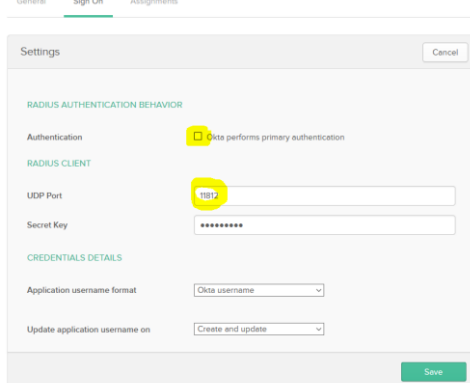 General Sign On Assignments
Settings Cancel
RADIUS AUTHENTICATION BEHAVIOR
Authentication Okta performs primary authentication
RADIUS CLIENT
UDP Port 11812
Secret Key •••••••••
CREDENTIALS DETAILS
Application username format Okta username
Update application username on Create and update
Save